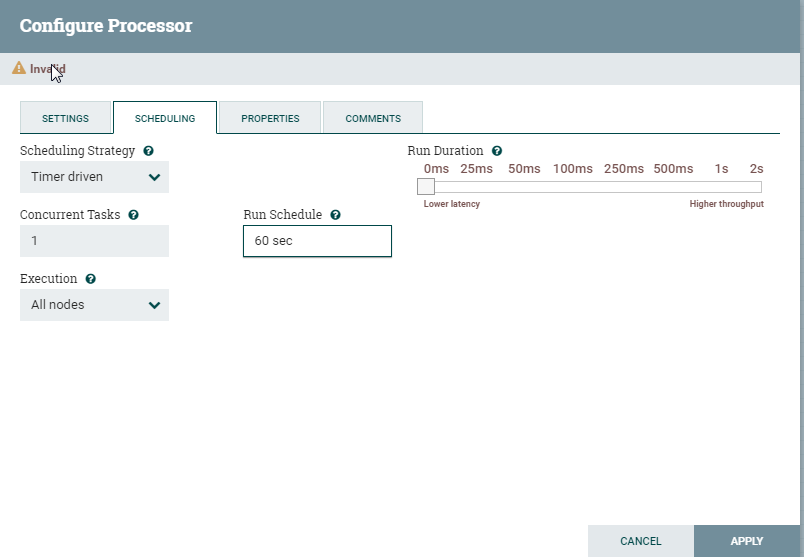 Configure Processor
Invalid
SETTINGS
SCHEDULING
PROPERTIES
COMMENTS
Scheduling Strategy
Timer driven
Run Duration
0ms 25ms 50ms 100ms 250ms 500ms 1s 2s
Lower latency
Higher throughput
Concurrent Tasks
1
Run Schedule
60 sec
Execution
All nodes
CANCEL
APPLY